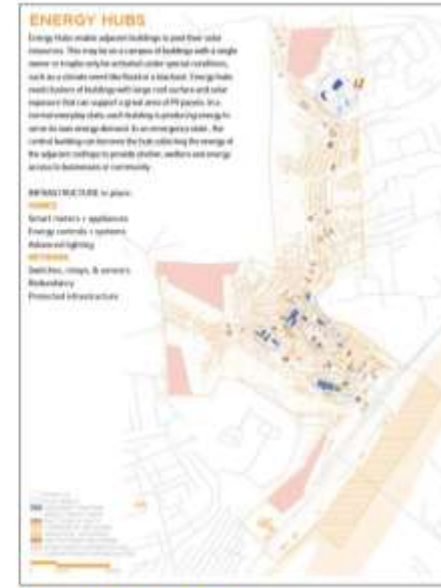 ENERGY HUBS
Energy Hubs enable adjacent buildings to pool their solar
resources. This may be on a campus of buildings with a single
owner or maybe only be activated under special conditions,
such as a climate event like flood or a blackout. Energy hubs
need clusters of buildings with large roof surface and solar
exposure that can support a great area of PV panels. In a
normal everyday state, each building is producing energy to
serve its own energy demand. In an emergency state, the
central building can become the hub collecting the energy of
the adjacent rooftops to provide shelter, welfare and energy
access to businesses or community.
INFRASTRUCTURE in place:
Smart meters + appliances
Energy controls + systems
Advanced lighting
NETWORK
Switches, relays, & sensors
Redundancy
Protected infrastructure